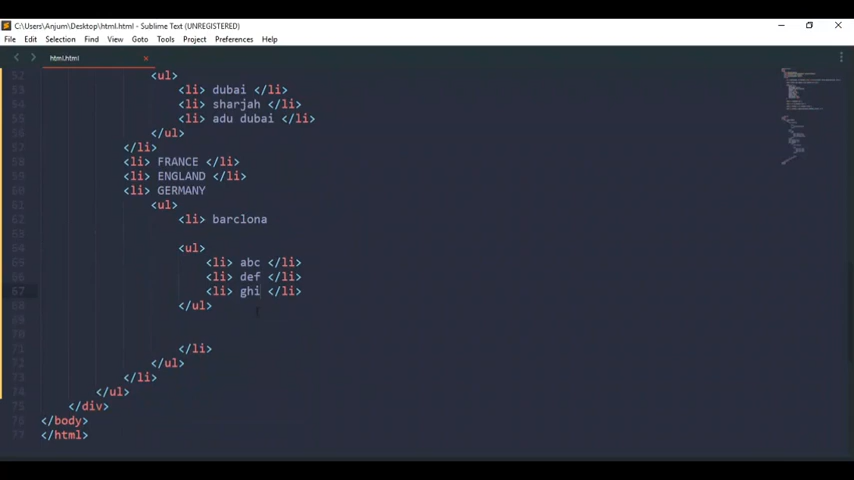 C:\Users\Anjum\Desktop\html.html - Sublime Text (UNREGISTERED)
File Edit Selection Find View Goto Tools Project Preferences Help
html.html
52 <ul>
53 <li> dubai </li>
54 <li> sharjah </li>
55 <li> adu dubai </li>
56 </ul>
57 </li>
58 <li> FRANCE </li>
59 <li> ENGLAND </li>
60 <li> GERMANY
61 <ul>
62 <li> barclona
63
64 <ul>
65 <li> abc </li>
66 <li> def </li>
67 <li> ghi </li>
68 </ul>
69
70
71 </li>
72 </ul>
73 </li>
74 </ul>
75 </div>
76 </body>
77 </html>